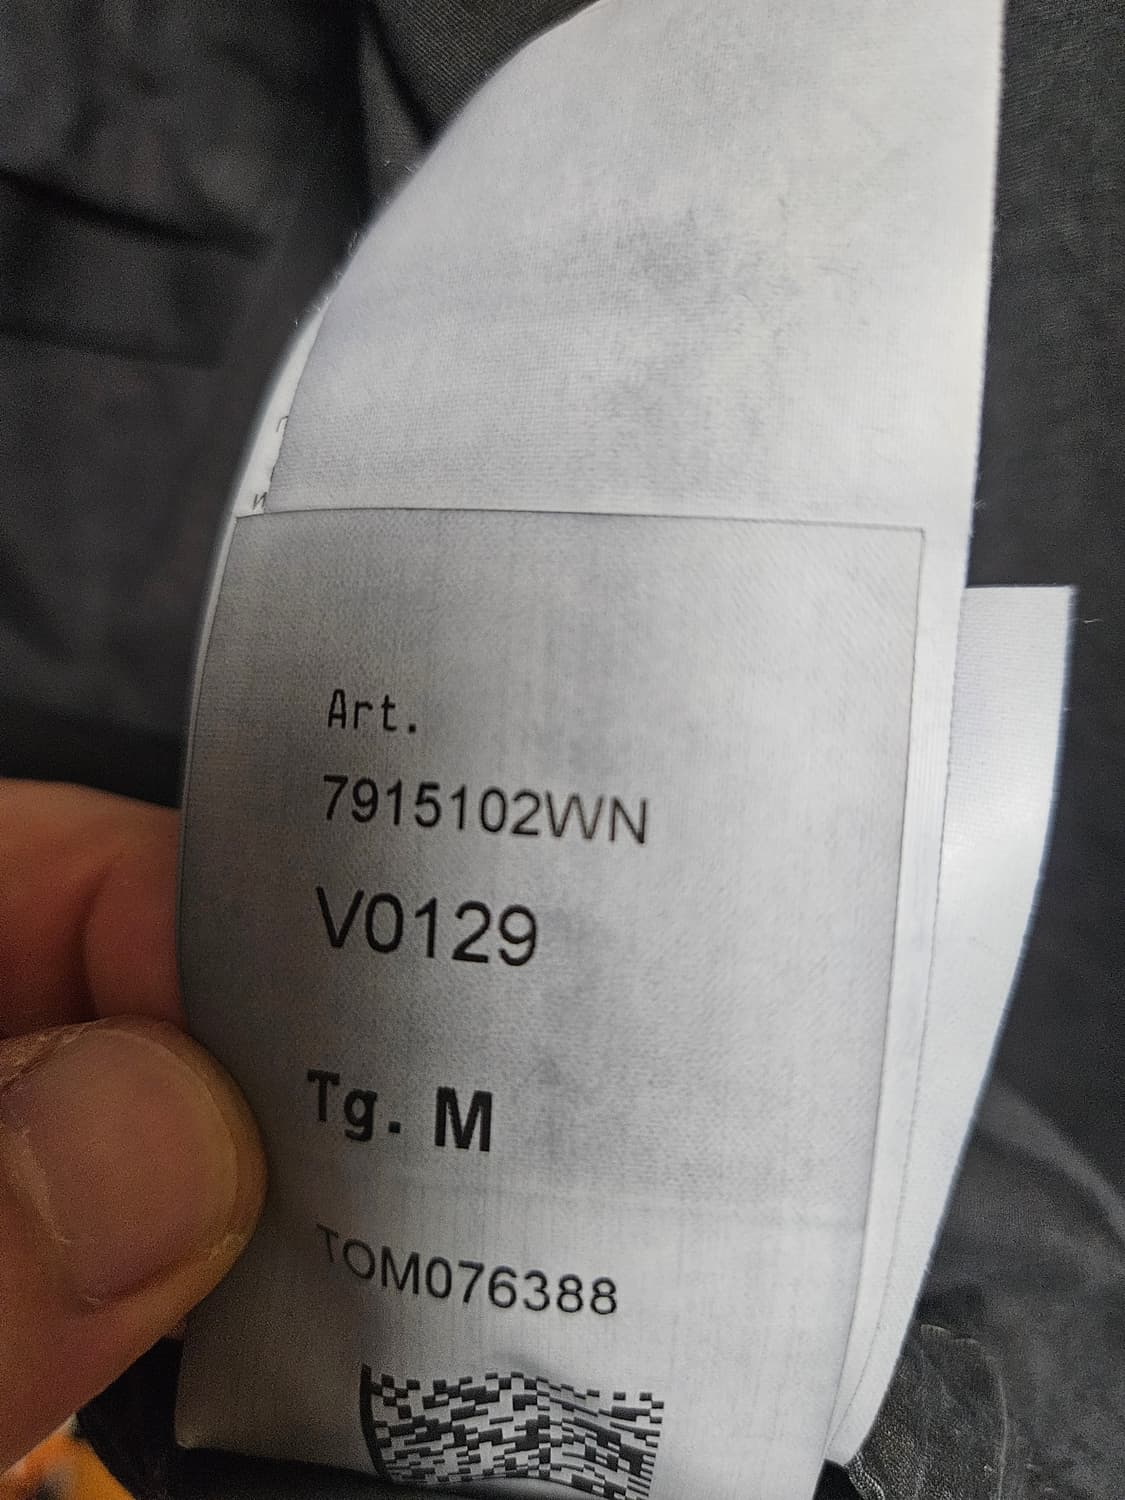 Art.
7915102WN
V0129
Tg. M
TOM076388